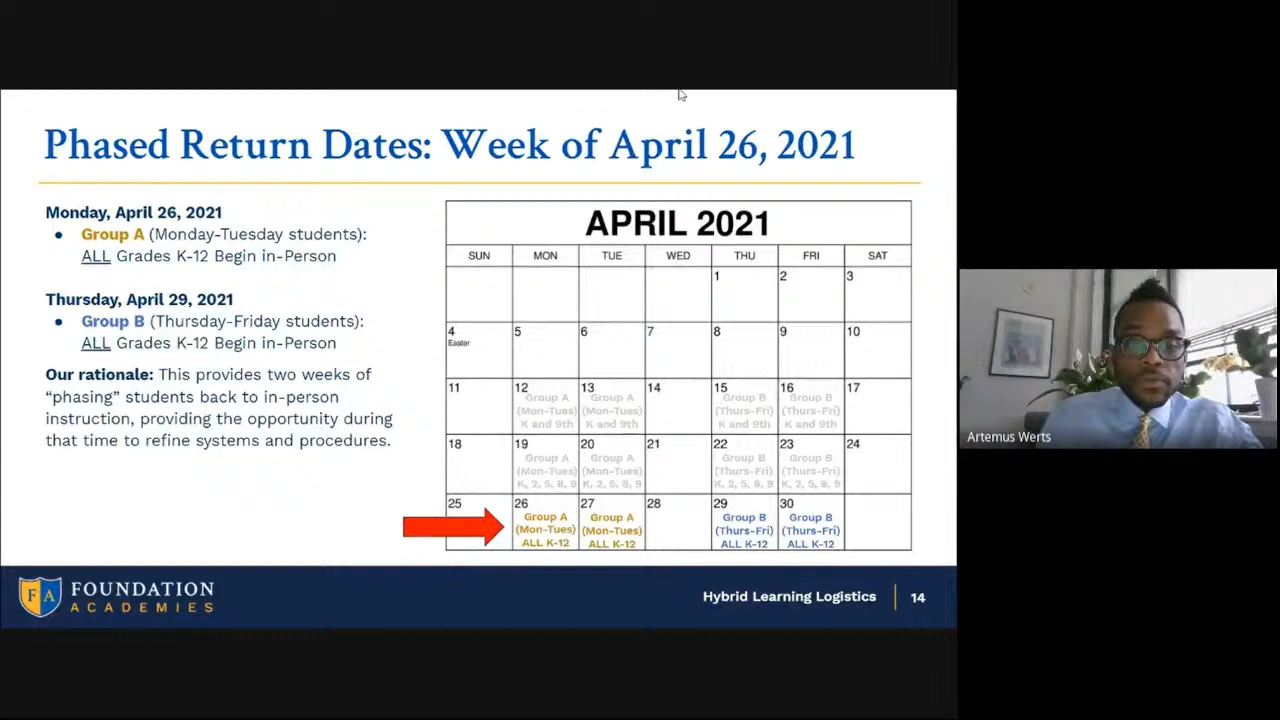 Phased Return Dates: Week of April 26, 2021
Monday, April 26, 2021
● Group A (Monday-Tuesday students):
ALL Grades K-12 Begin in-Person
Thursday, April 29, 2021
● Group B (Thursday-Friday students):
ALL Grades K-12 Begin in-Person
Our rationale: This provides two weeks of
“phasing” students back to in-person
instruction, providing the opportunity during
that time to refine systems and procedures.
APRIL 2021
SUN MON TUE WED THU FRI SAT
1 2 3
4 5 6 7 8 9 10
Easter
11 12 13 14 15 16 17
Group A Group A Group B Group B
(Mon-Tues) (Mon-Tues) (Thurs-Fri) (Thurs-Fri)
K and 9th K and 9th K and 9th K and 9th
18 19 20 21 22 23 24
Group A Group A Group B Group B
(Mon-Tues) (Mon-Tues) (Thurs-Fri) (Thurs-Fri)
K, 2, 5, 8, 9 K, 2, 5, 8, 9 K, 2, 5, 8, 9 K, 2, 5, 8, 9
25 26 27 28 29 30
Group A Group A Group B Group B
(Mon-Tues) (Mon-Tues) (Thurs-Fri) (Thurs-Fri)
ALL K-12 ALL K-12 ALL K-12 ALL K-12
F A FOUNDATION
ACADEMIES
Hybrid Learning Logistics 14
Artemus Werts